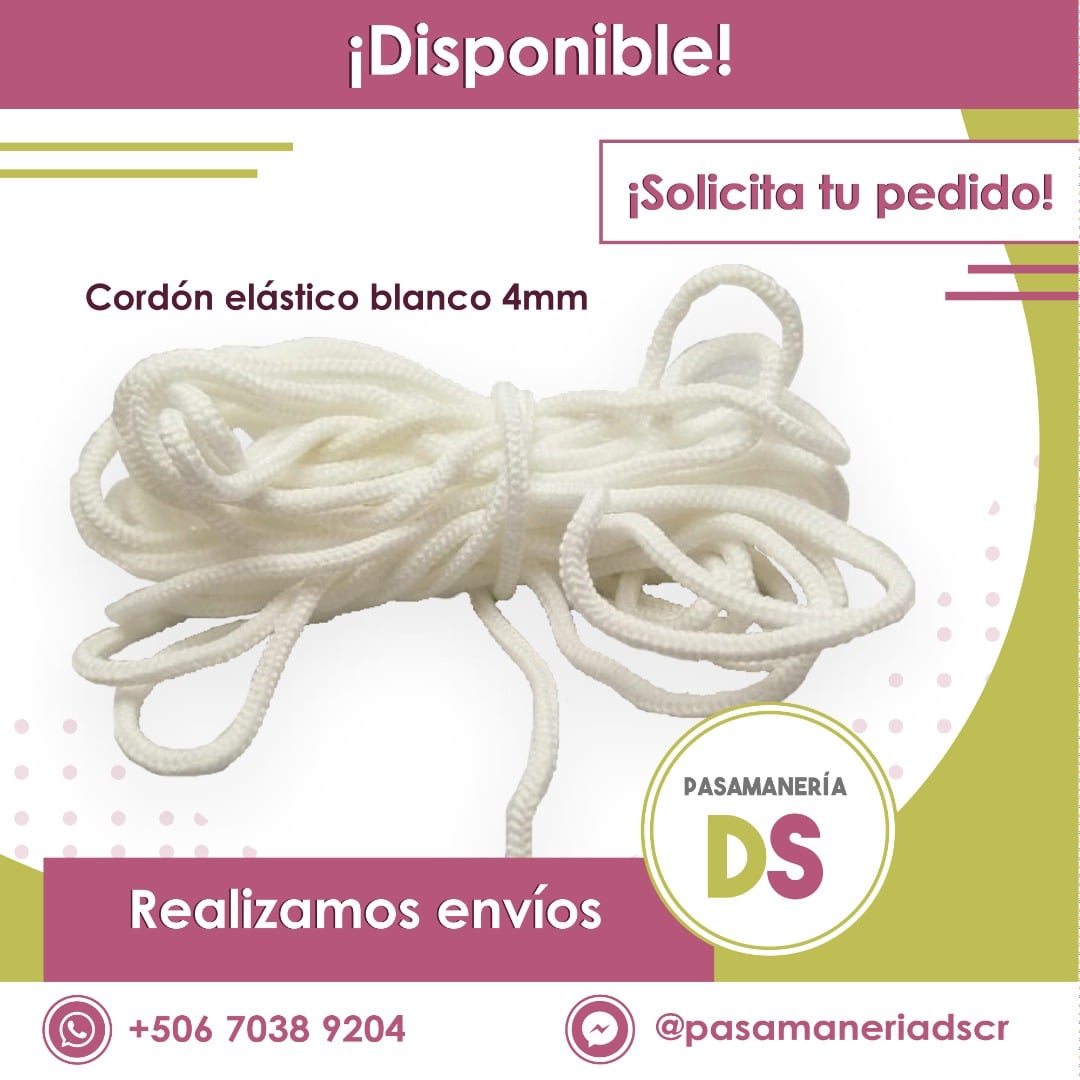 ¡Disponible!
¡Solicita tu pedido!
Cordón elástico blanco 4mm
PASAMANERÍA
DS
Realizamos envíos
+506 7038 9204
@pasamaneriadscr